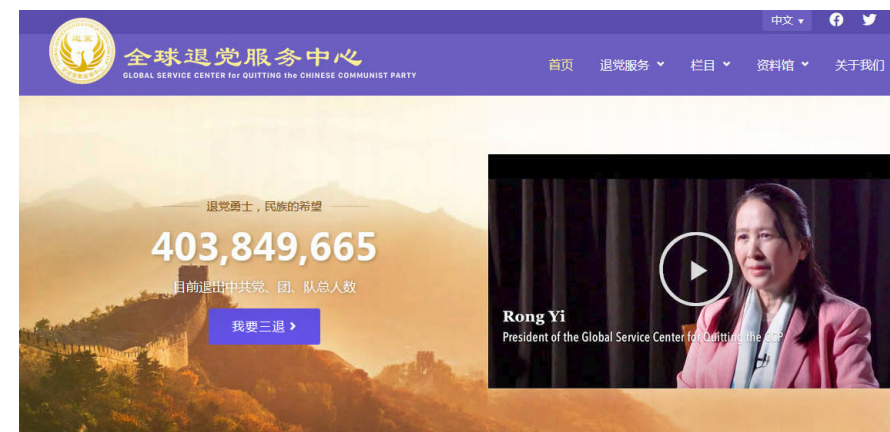 中文 ▾
退党
全球退党服务中心
GLOBAL SERVICE CENTER for QUITTING the CHINESE COMMUNIST PARTY
首页
退党服务
栏目
资料馆
关于我们
退党勇士，民族的希望
403,849,665
目前退出中共党、团、队总人数
我要三退 ›
Rong Yi
President of the Global Service Center for Quitting the CCP